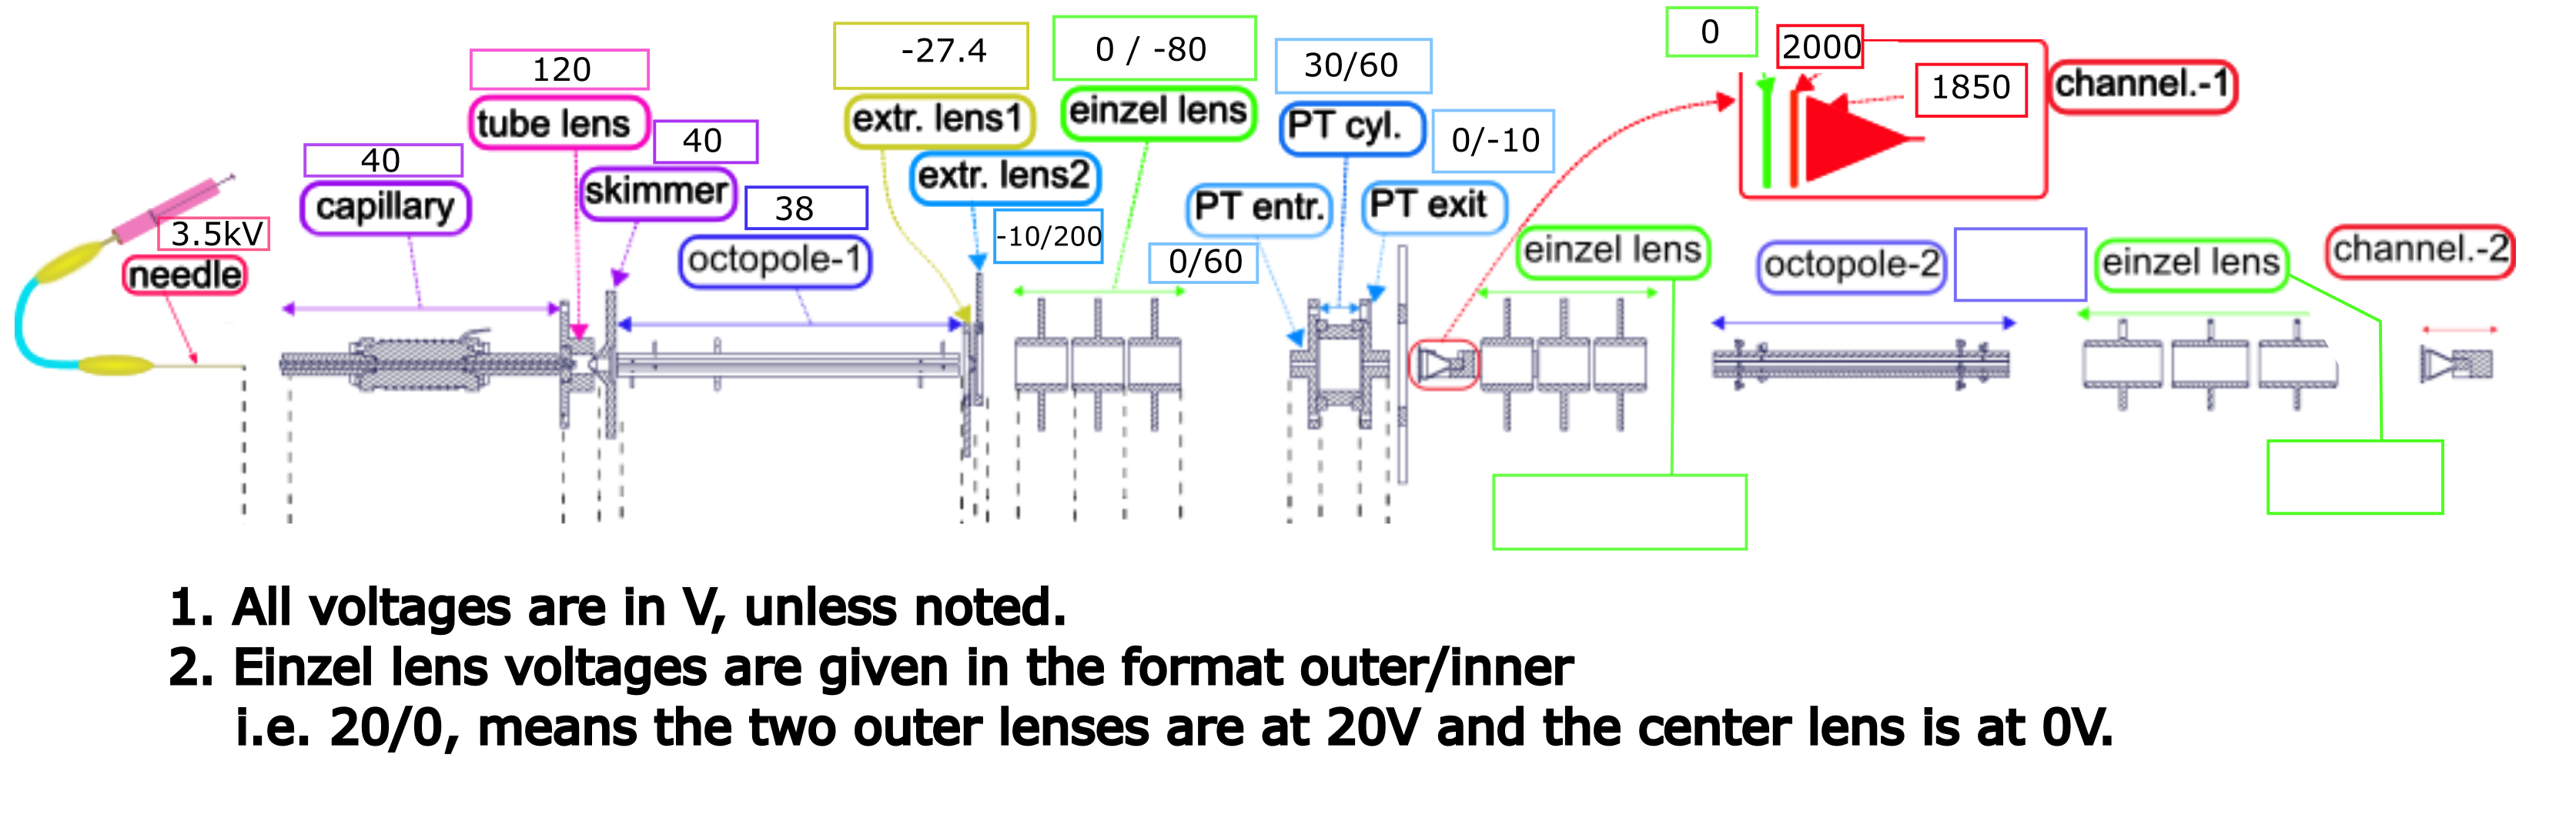 0
2000
-27.4
0 / -80
30/60
120
1850
channel.-1
extr. lens1
einzel lens
PT cyl.
0/-10
tube lens
40
40
extr. lens2
skimmer
capillary
38
PT entr.
PT exit
3.5kV
-10/200
octopole-1
0/60
einzel lens
octopole-2
einzel lens
channel.-2
needle
1. All voltages are in V, unless noted.
2. Einzel lens voltages are given in the format outer/inner
i.e. 20/0, means the two outer lenses are at 20V and the center lens is at 0V.